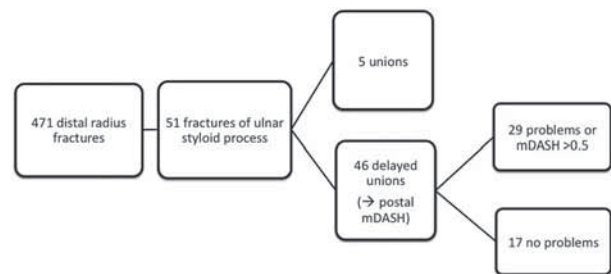 471 distal radius
fractures
51 fractures of ulnar
styloid process
5 unions
46 delayed
unions
(→ postal
mDASH)
29 problems or
mDASH >0.5
17 no problems